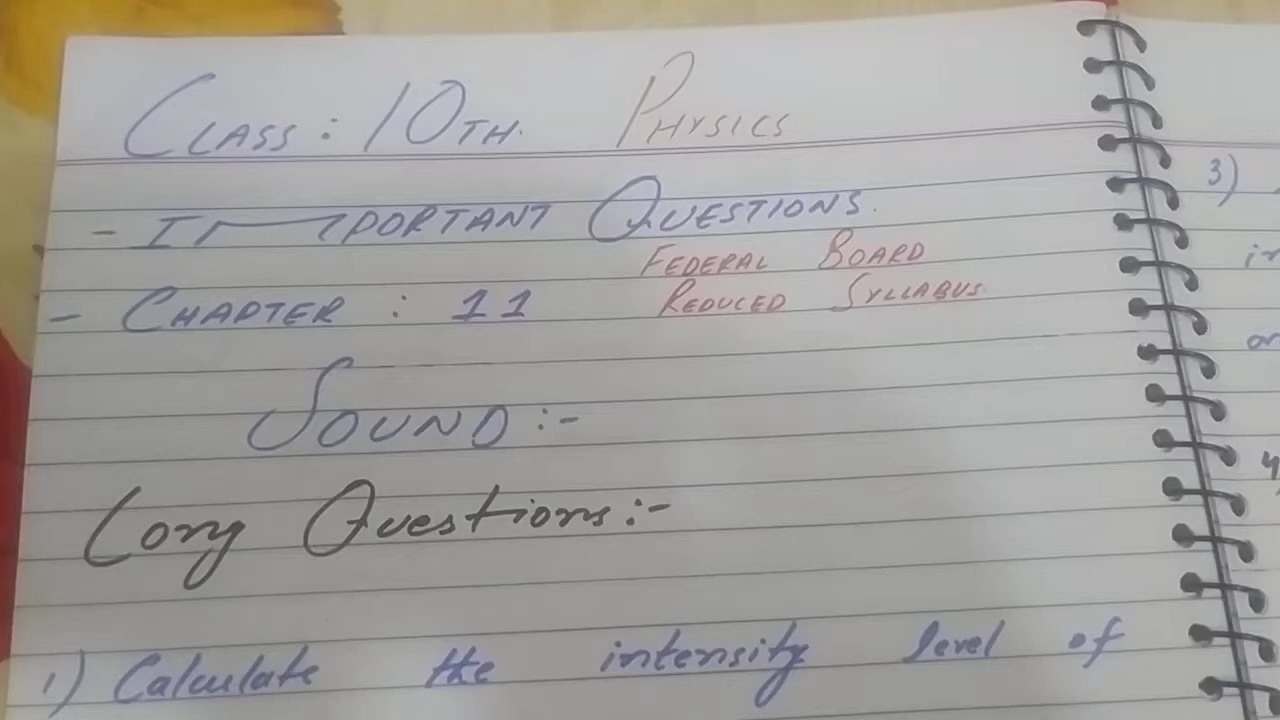 CLASS: 10TH. PHYSICS
- IMPORTANT QUESTIONS.
FEDERAL BOARD
- CHAPTER : 11 REDUCED SYLLABUS.
SOUND :-
Long Questions:-
1) Calculate the intensity level of
3)